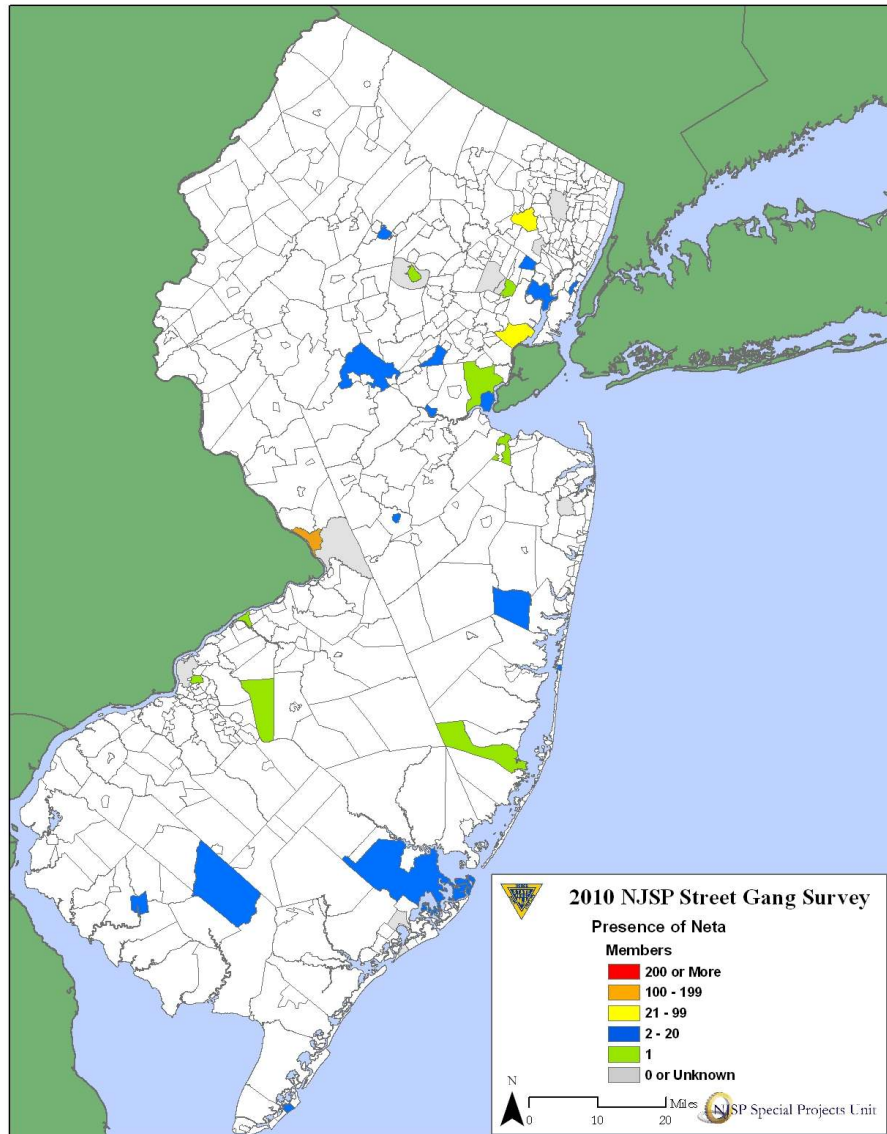 2010 NJSP Street Gang Survey
Presence of Neta
Members
200 or More
100 - 199
21 - 99
2 - 20
1
0 or Unknown
N
Miles
0 10 20
NJSP Special Projects Unit